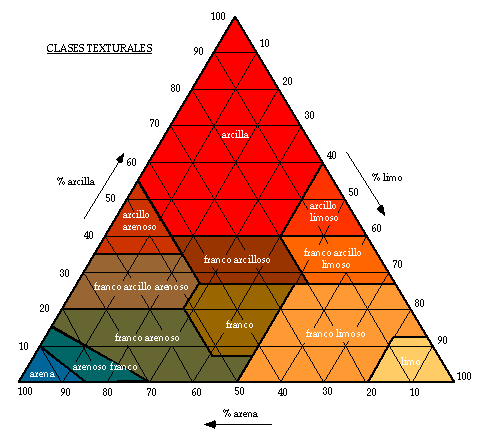 CLASES TEXTURALES
100
90
10
80
20
70
30
arcilla
60
40
% arcilla
% limo
50
50
arcillo
arenoso
arcillo
limoso
40
60
franco arcilloso
franco arcillo
limoso
30
70
franco arcillo arenoso
20
80
franco arenoso
franco
franco limoso
10
90
arena
arenoso franco
limo
100
100
90
80
70
60
50
40
30
20
10
% arena